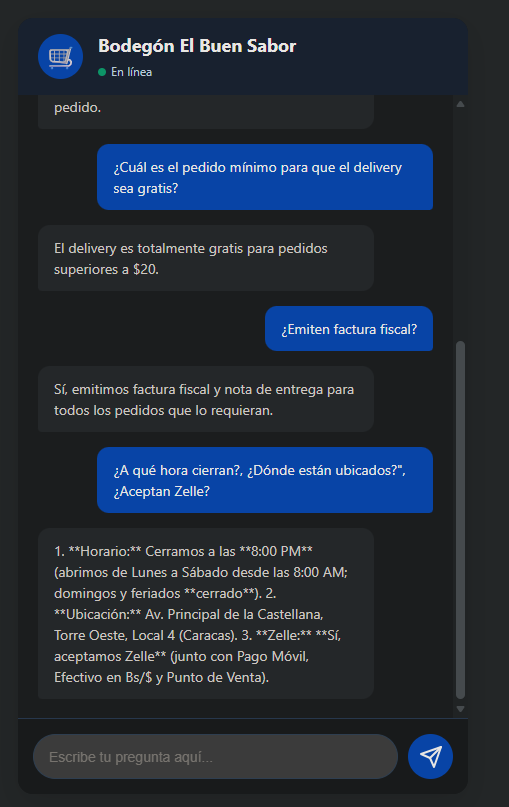 Bodegón El Buen Sabor
En línea
pedido.
¿Cuál es el pedido mínimo para que el delivery
sea gratis?
El delivery es totalmente gratis para pedidos
superiores a $20.
¿Emiten factura fiscal?
Sí, emitimos factura fiscal y nota de entrega para
todos los pedidos que lo requieran.
¿A qué hora cierran?, ¿Dónde están ubicados?",
¿Aceptan Zelle?
1. **Horario:** Cerramos a las **8:00 PM**
(abrimos de Lunes a Sábado desde las 8:00 AM;
domingos y feriados **cerrado**). 2.
**Ubicación:** Av. Principal de la Castellana,
Torre Oeste, Local 4 (Caracas). 3. **Zelle:** **Sí,
aceptamos Zelle** (junto con Pago Móvil,
Efectivo en Bs/$ y Punto de Venta).
Escribe tu pregunta aquí...